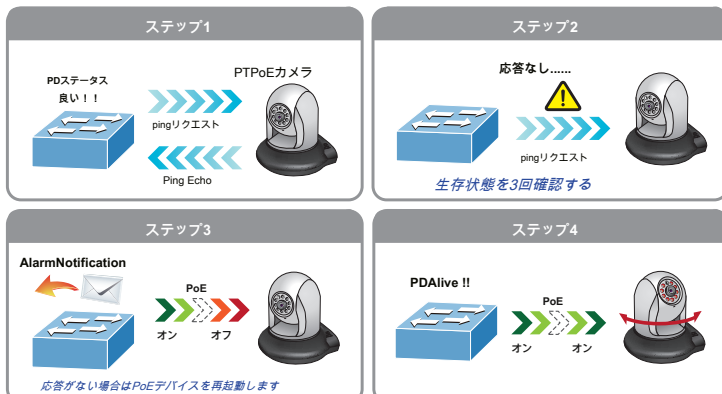 ステップ1
PDステータス
良い！！
PTPoEカメラ
pingリクエスト
Ping Echo
ステップ2
応答なし......
pingリクエスト
生存状態を3回確認する
ステップ3
AlarmNotification
PoE
オン
オフ
応答がない場合はPoEデバイスを再起動します
ステップ4
PDAlive !!
PoE
オン
オン